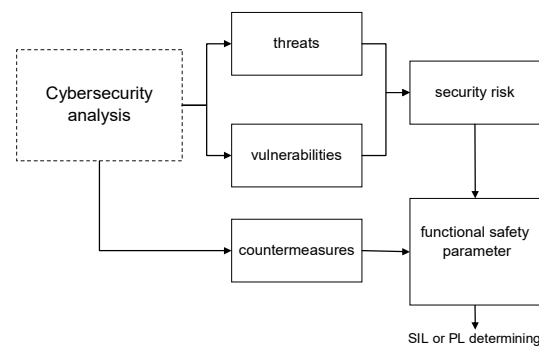 threats
Cybersecurity
analysis
security risk
vulnerabilities
countermeasures
functional safety
parameter
SIL or PL determining